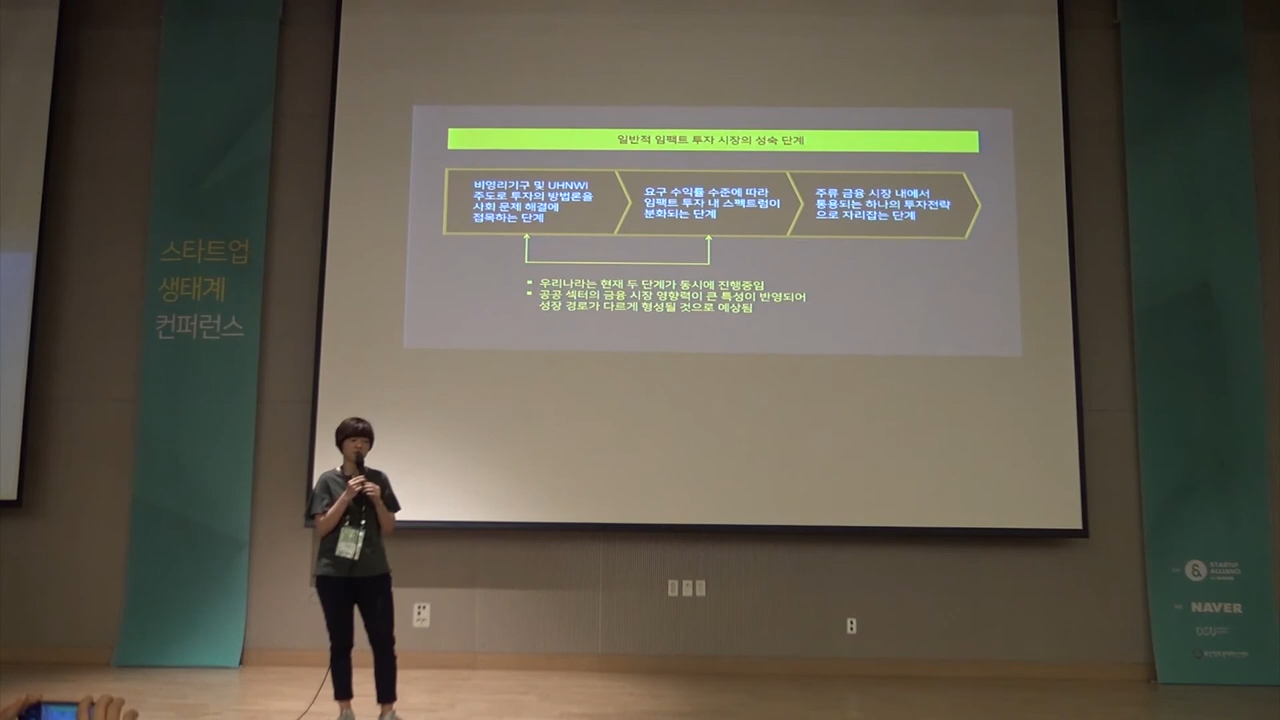 일반적 임팩트 투자 시장의 성숙 단계
비영리기구 및 UHNWI
주도로 투자의 방법론을
사회 문제 해결에
접목하는 단계
요구 수익률 수준에 따라
임팩트 투자 내 스펙트럼이
분화되는 단계
주류 금융 시장 내에서
통용되는 하나의 투자전략
으로 자리잡는 단계
▪ 우리나라는 현재 두 단계가 동시에 진행중임
▪ 공공 섹터의 금융 시장 영향력이 큰 특성이 반영되어
성장 경로가 다르게 형성될 것으로 예상됨
스타트업
생태계
컨퍼런스
STARTUP
ALLIANCE
NAVER